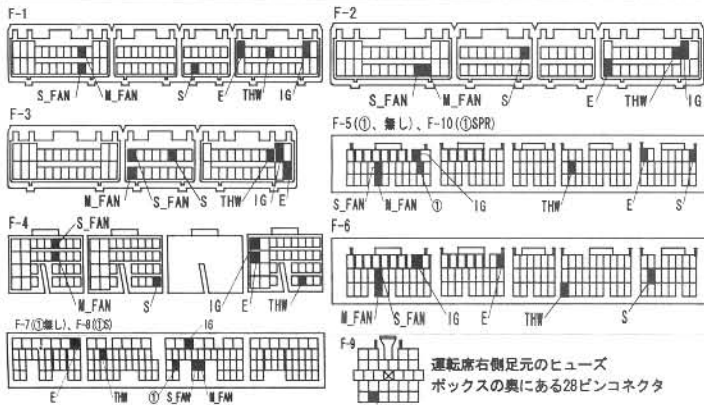 F-1
S_FAN M_FAN S E THW IG
F-2
S_FAN M_FAN S E THW IG
F-3
M_FAN S_FAN S THW IG E
F-5(①、無し)、F-10(①SPR)
S_FAN M_FAN ① IG THW E S
F-4
S_FAN
M_FAN S IG E THW
F-6
M_FAN S_FAN IG E THW S
F-7(①無し)、F-8(①S)
IG
E THW ① S_FAN M_FAN
F-9
運転席右側足元のヒューズ
ボックスの奥にある28ピンコネクタ